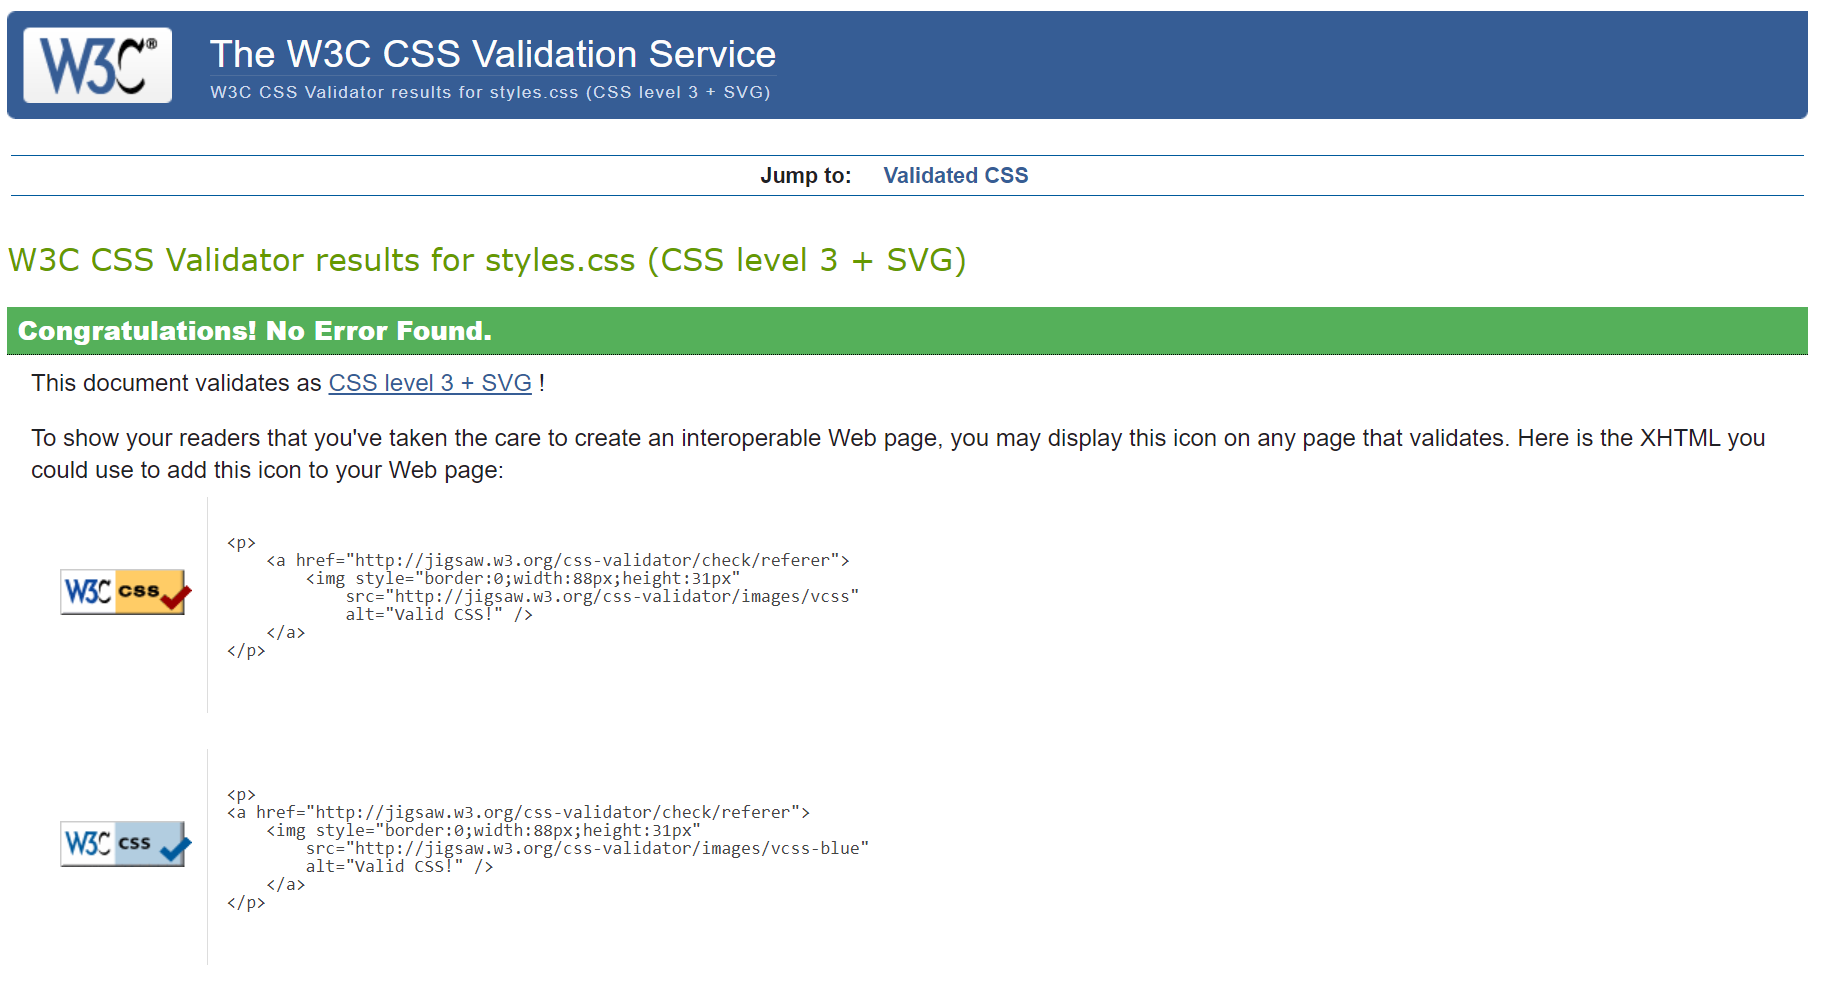 W3C®
The W3C CSS Validation Service
W3C CSS Validator results for styles.css (CSS level 3 + SVG)
Jump to: Validated CSS
W3C CSS Validator results for styles.css (CSS level 3 + SVG)
Congratulations! No Error Found.
This document validates as CSS level 3 + SVG !
To show your readers that you've taken the care to create an interoperable Web page, you may display this icon on any page that validates. Here is the XHTML you
could use to add this icon to your Web page:
W3C css
<p>
    <a href="http://jigsaw.w3.org/css-validator/check/referer">
        <img style="border:0;width:88px;height:31px"
            src="http://jigsaw.w3.org/css-validator/images/vcss"
            alt="Valid CSS!" />
    </a>
</p>
W3C css
<p>
<a href="http://jigsaw.w3.org/css-validator/check/referer">
    <img style="border:0;width:88px;height:31px"
        src="http://jigsaw.w3.org/css-validator/images/vcss-blue"
        alt="Valid CSS!" />
    </a>
</p>